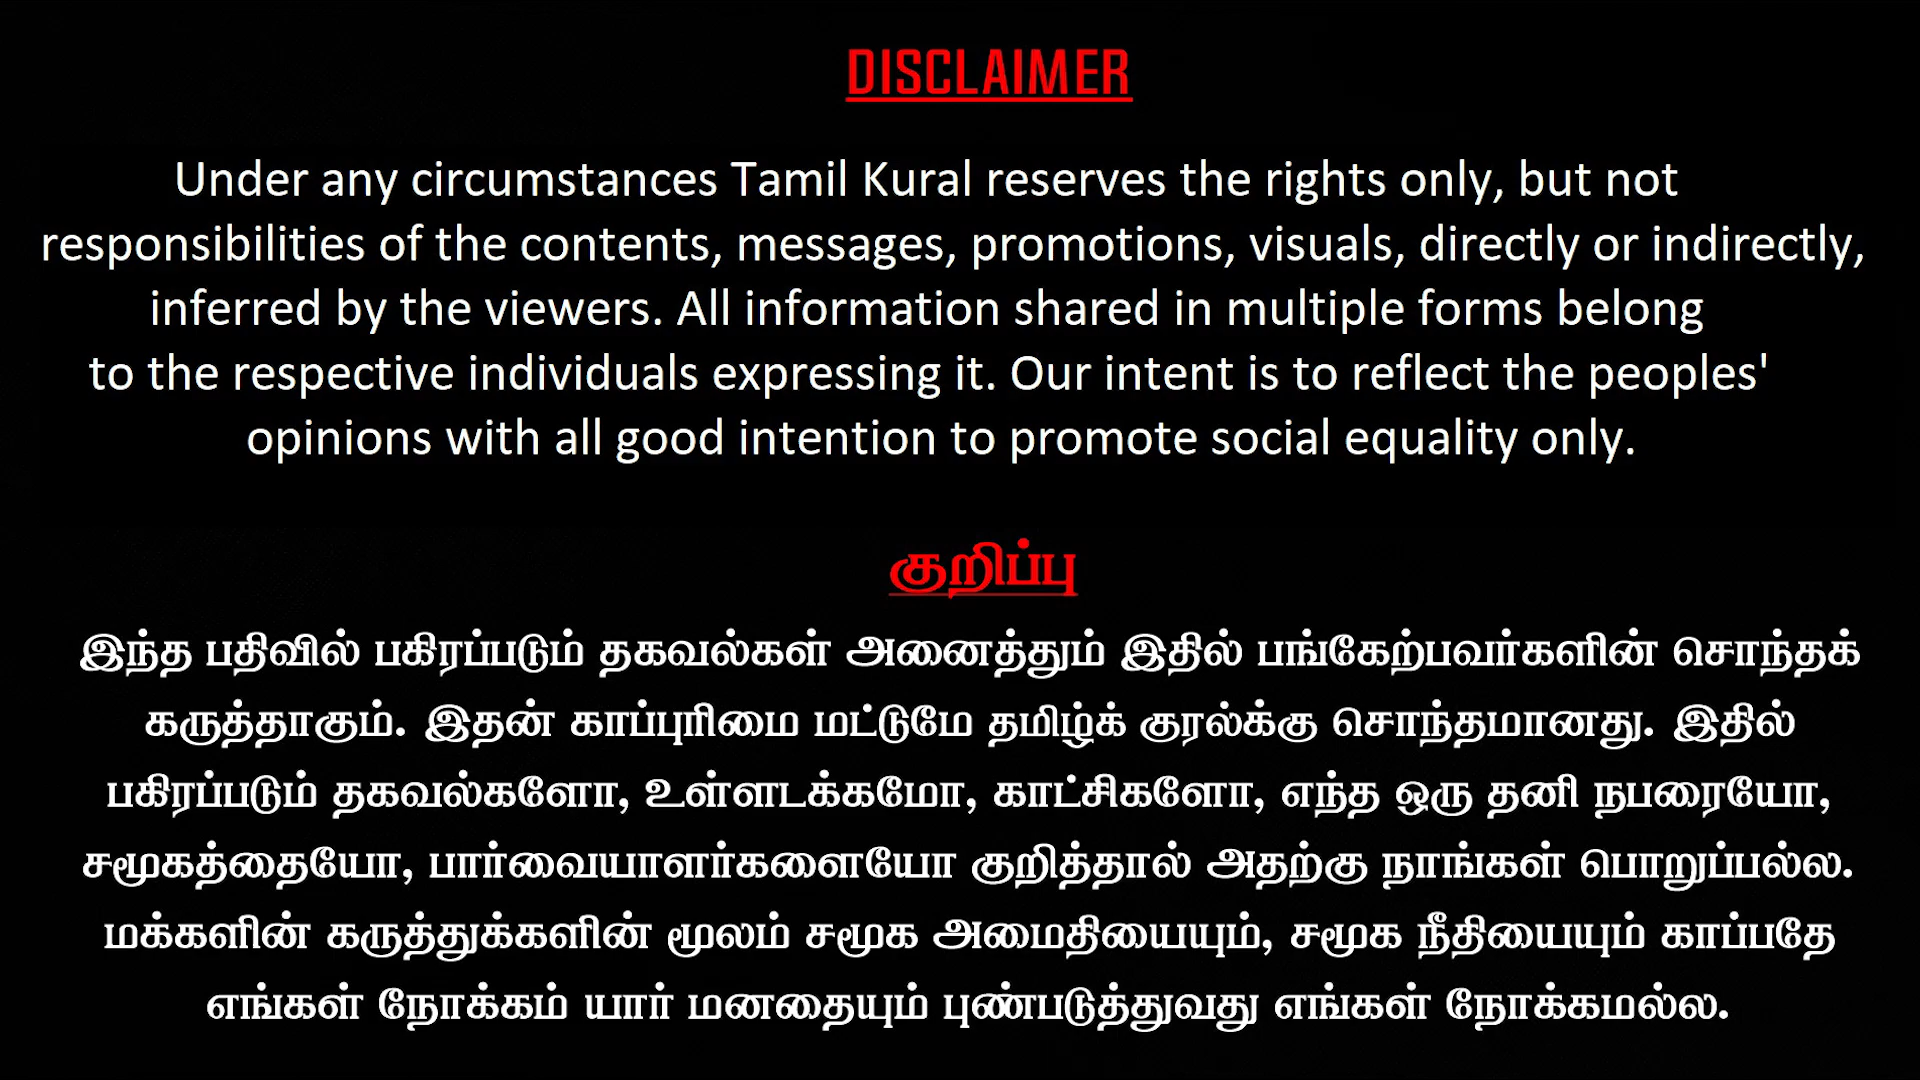 DISCLAIMER
Under any circumstances Tamil Kural reserves the rights only, but not
responsibilities of the contents, messages, promotions, visuals, directly or indirectly,
inferred by the viewers. All information shared in multiple forms belong
to the respective individuals expressing it. Our intent is to reflect the peoples'
opinions with all good intention to promote social equality only.
குறிப்பு
இந்த பதிவில் பகிரப்படும் தகவல்கள் அனைத்தும் இதில் பங்கேற்பவர்களின் சொந்தக்
கருத்தாகும். இதன் காப்புரிமை மட்டுமே தமிழ்க் குரல்க்கு சொந்தமானது. இதில்
பகிரப்படும் தகவல்களோ, உள்ளடக்கமோ, காட்சிகளோ, எந்த ஒரு தனி நபரையோ,
சமூகத்தையோ, பார்வையாளர்களையோ குறித்தால் அதற்கு நாங்கள் பொறுப்பல்ல.
மக்களின் கருத்துக்களின் மூலம் சமூக அமைதியையும், சமூக நீதியையும் காப்பதே
எங்கள் நோக்கம் யார் மனதையும் புண்படுத்துவது எங்கள் நோக்கமல்ல.